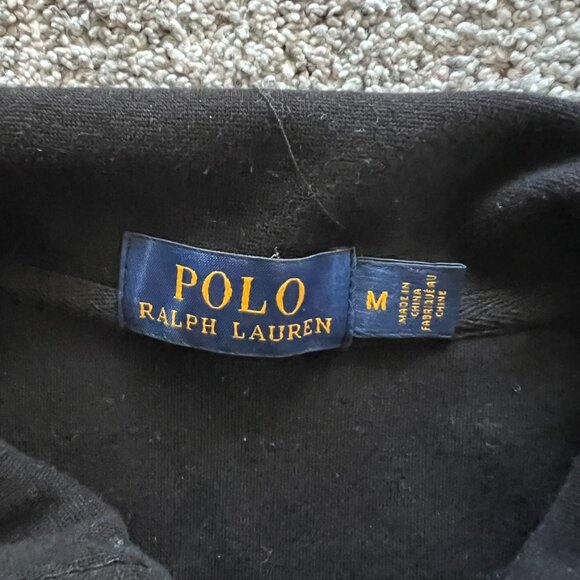 POLO
RALPH LAUREN
M
MADE IN
CHINA
FABRIQUÉ AU
CHINE